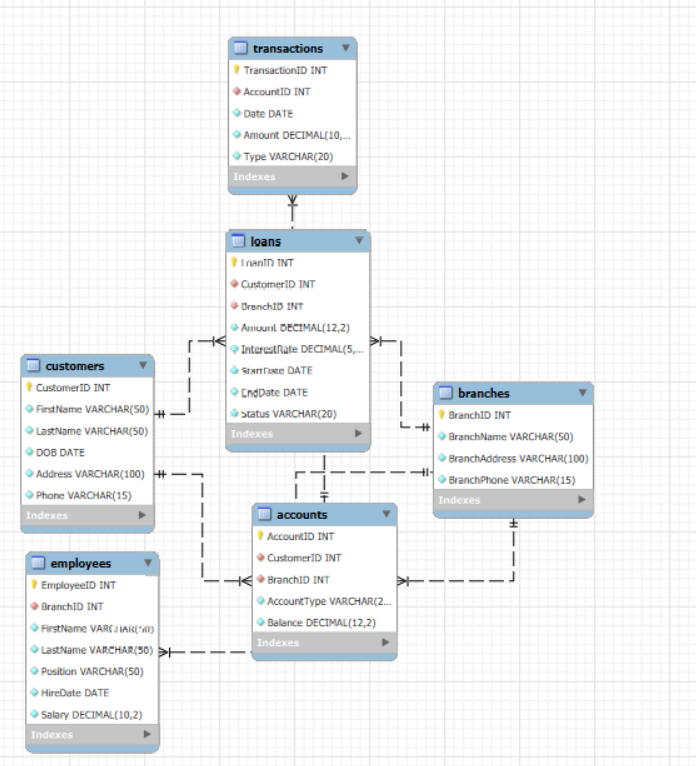 transactions
TransactionID INT
AccountID INT
Date DATE
Amount DECIMAL(10,...
Type VARCHAR(20)
Indexes
loans
LoanID INT
CustomerID INT
BranchID INT
Amount DECIMAL(12,2)
InterestRate DECIMAL(5,...
StartDate DATE
EndDate DATE
Status VARCHAR(20)
Indexes
customers
CustomerID INT
FirstName VARCHAR(50)
LastName VARCHAR(50)
DOB DATE
Address VARCHAR(100)
Phone VARCHAR(15)
Indexes
branches
BranchID INT
BranchName VARCHAR(50)
BranchAddress VARCHAR(100)
BranchPhone VARCHAR(15)
Indexes
accounts
AccountID INT
CustomerID INT
BranchID INT
AccountType VARCHAR(2...
Balance DECIMAL(12,2)
Indexes
employees
EmployeeID INT
BranchID INT
FirstName VARCHAR(50)
LastName VARCHAR(50)
Position VARCHAR(50)
HireDate DATE
Salary DECIMAL(10,2)
Indexes